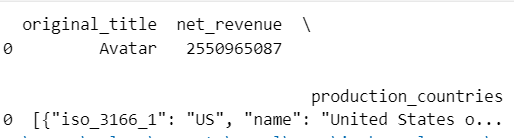 original_title net_revenue \
0 Avatar 2550965087
production_countries
0 [{"iso_3166_1": "US", "name": "United States o...